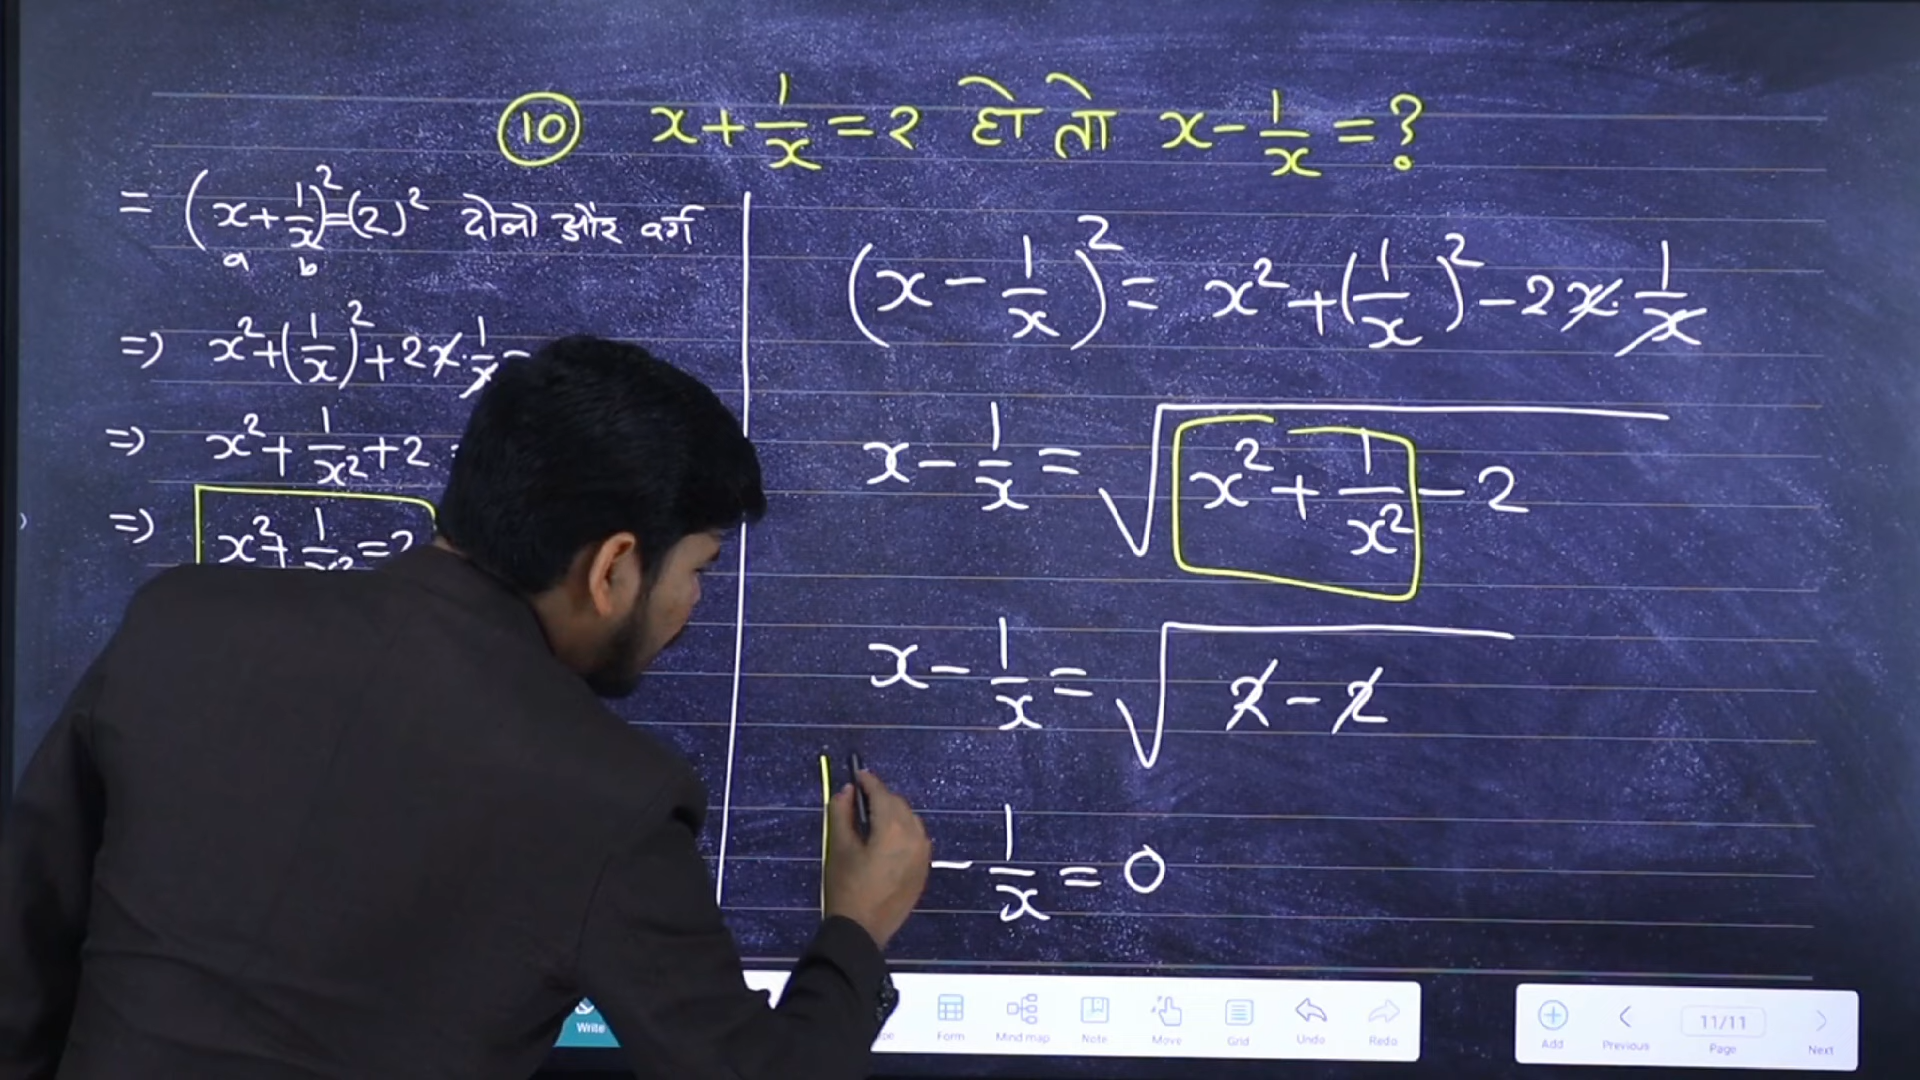 (10) x + 1/x = 2 हो तो x - 1/x = ?
= (x + 1/x)² = (2)² दोनो और वर्ग
a b
=) x² + (1/x)² + 2x·1/x =
=) x² + 1/x² + 2 =
=) x² + 1/x² = 2
(x - 1/x)² = x² + (1/x)² - 2x·1/x
x - 1/x = √x² + 1/x² - 2
x - 1/x = √2 - 2
- 1/x = 0
Write
Form Mind map Note Move Grid Undo Redo
11/11
Add Previous Page Next